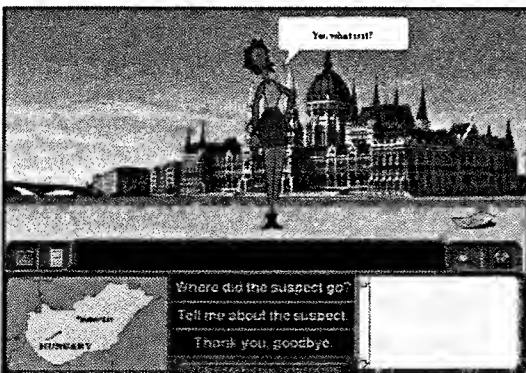 Yes, what is it?
Where did the suspect go?
Tell me about the suspect.
Thank you, goodbye.
HUNGARY